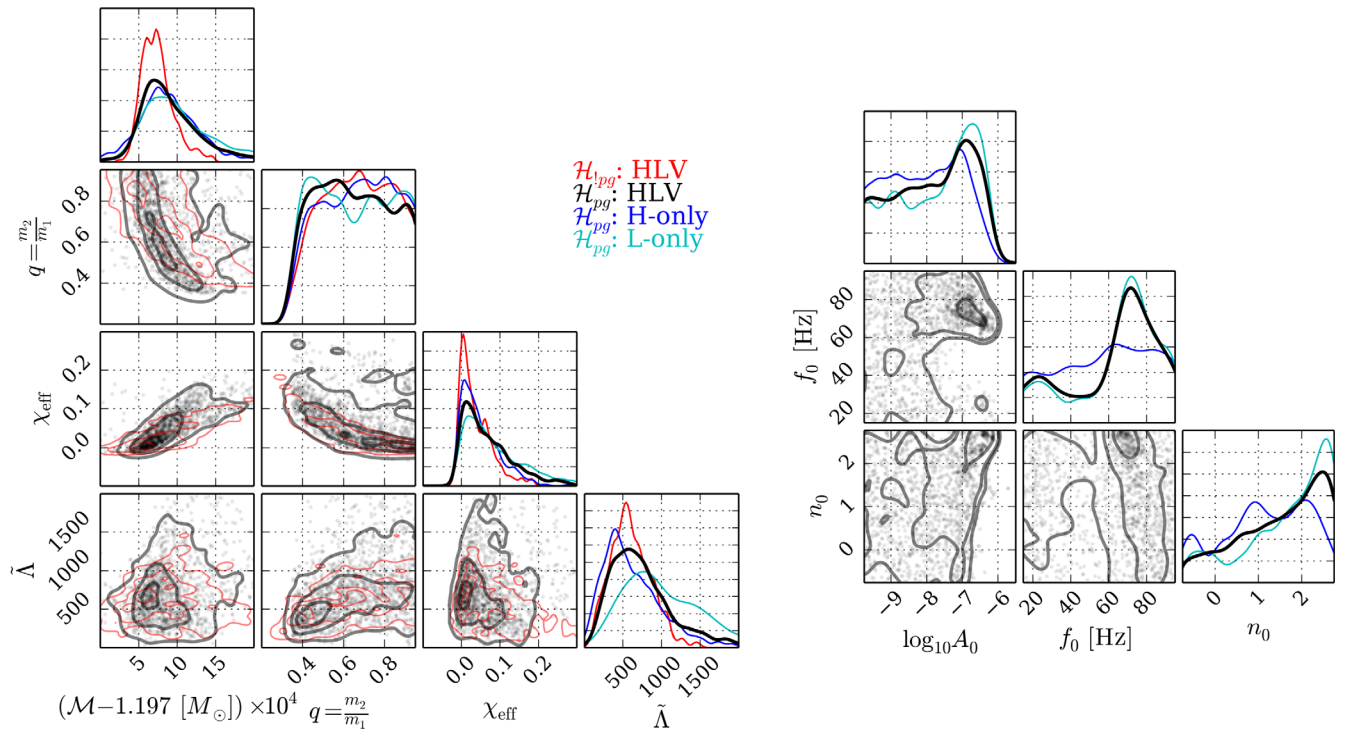 ℋ!pg: HLV
ℋpg: HLV
ℋpg: H-only
ℋpg: L-only
q = m2/m1
0.8
0.6
0.4
χeff
0.2
0.1
0.0
Λ̃
1500
1000
500
5 10 15
0.4 0.6 0.8
0.0 0.1 0.2
500 1000 1500
(ℳ−1.197 [M⊙]) ×10⁴
q = m2/m1
χeff
Λ̃
f0 [Hz]
80
60
40
20
n0
2
1
0
−9 −8 −7 −6
20 40 60 80
0 1 2
log10A0
f0 [Hz]
n0